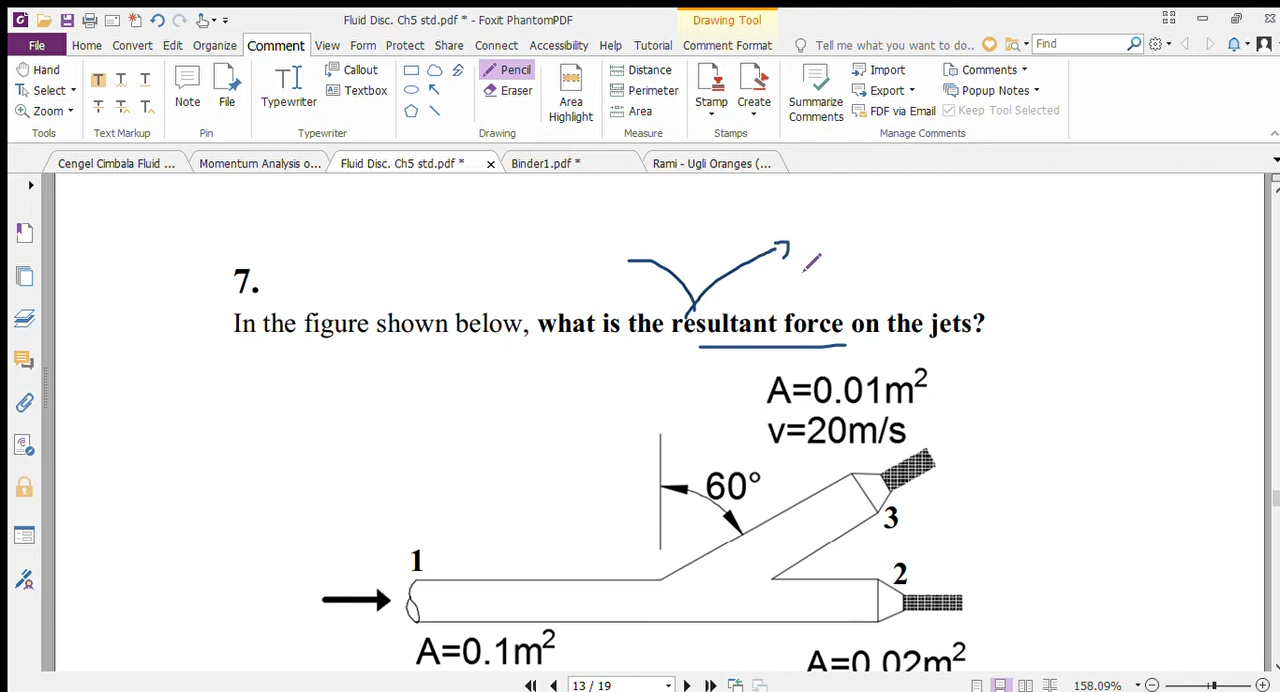 Fluid Disc. Ch5 std.pdf * - Foxit PhantomPDF
Drawing Tool
File Home Convert Edit Organize Comment View Form Protect Share Connect Accessibility Help Tutorial Comment Format Tell me what you want to do.. Find
Hand
Select
Zoom
Tools
T T T
T T T
Text Markup
Note
File
Pin
Typewriter
Callout
Textbox
Typewriter
Pencil
Eraser
Drawing
Area
Highlight
Distance
Perimeter
Area
Measure
Stamp
Create
Stamps
Summarize
Comments
Import
Export
FDF via Email
Comments
Popup Notes
Keep Tool Selected
Manage Comments
Cengel Cimbala Fluid ... Momentum Analysis o... Fluid Disc. Ch5 std.pdf * Binder1.pdf * Rami - Ugli Oranges (...
7.
In the figure shown below, what is the resultant force on the jets?
A=0.01m²
v=20m/s
60°
3
1
2
A=0.1m²
A=0.02m²
13 / 19
158.09%